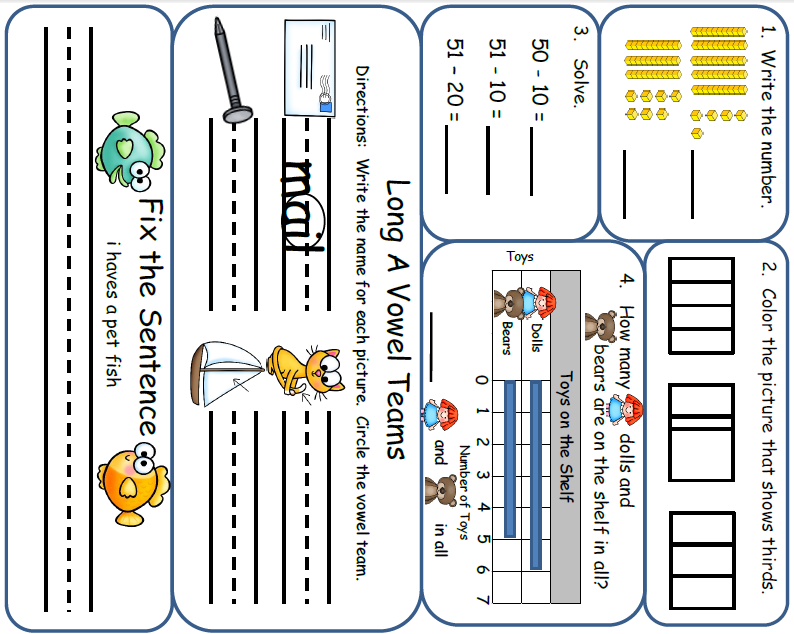 1. Write the number.
2. Color the picture that shows thirds.
3. Solve.
50 - 10 =
51 - 10 =
51 - 20 =
4. How many dolls and
bears are on the shelf in all?
Toys on the Shelf
Toys
Dolls
Bears
0 1 2 3 4 5 6 7
Number of Toys
and in all
Long A Vowel Teams
Directions: Write the name for each picture. Circle the vowel team.
mail
Fix the Sentence
i haves a pet fish